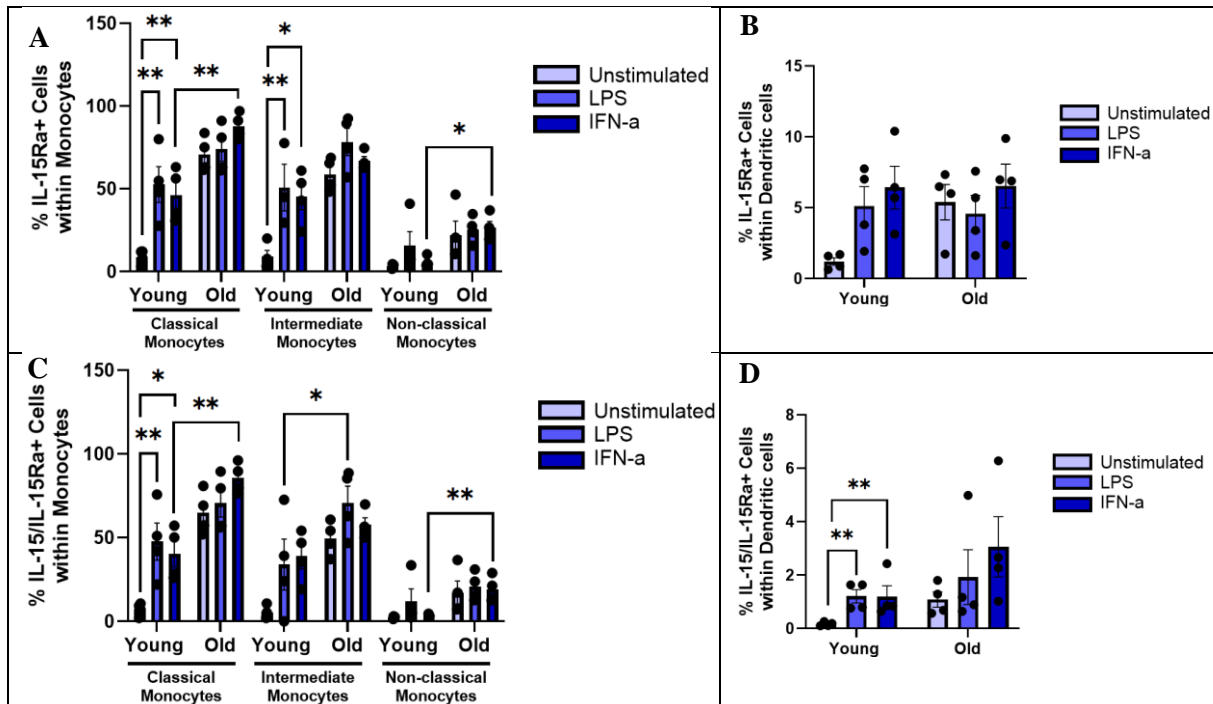 A
% IL-15Ra+ Cells
within Monocytes
150
100
50
0
** * ** ** ** *
Unstimulated
LPS
IFN-a
Young Old Young Old Young Old
Classical Monocytes
Intermediate Monocytes
Non-classical Monocytes
B
% IL-15Ra+ Cells
within Dendritic cells
15
10
5
0
Unstimulated
LPS
IFN-a
Young Old
C
% IL-15/IL-15Ra+ Cells
within Monocytes
150
100
50
0
* ** ** * **
Unstimulated
LPS
IFN-a
Young Old Young Old Young Old
Classical Monocytes
Intermediate Monocytes
Non-classical Monocytes
D
% IL-15/IL-15Ra+ Cells
within Dendritic cells
8
6
4
2
0
** **
Unstimulated
LPS
IFN-a
Young Old